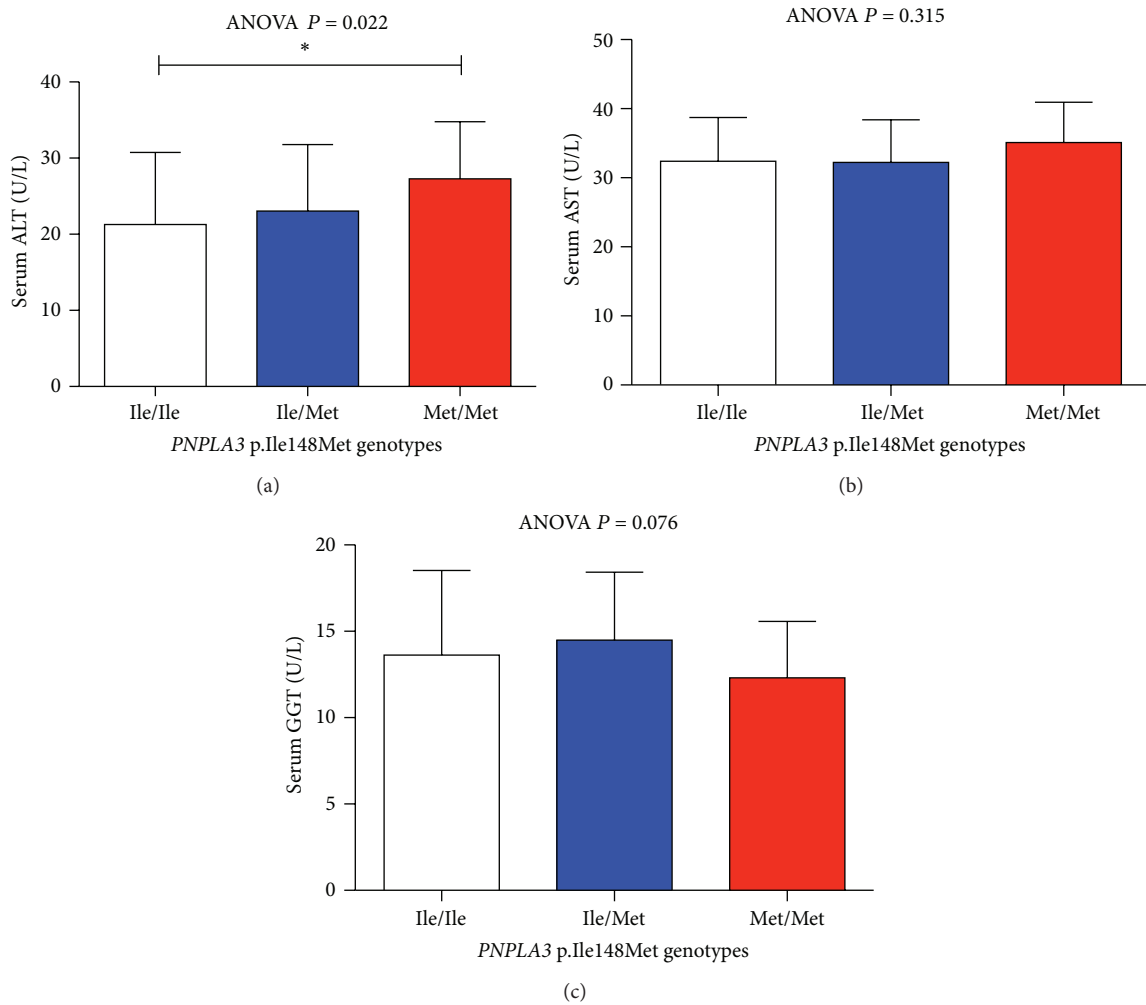 ANOVA P = 0.022
*
40
30
20
10
0
Serum ALT (U/L)
Ile/Ile
Ile/Met
Met/Met
PNPLA3 p.Ile148Met genotypes
(a)
ANOVA P = 0.315
50
40
30
20
10
0
Serum AST (U/L)
Ile/Ile
Ile/Met
Met/Met
PNPLA3 p.Ile148Met genotypes
(b)
ANOVA P = 0.076
20
15
10
5
0
Serum GGT (U/L)
Ile/Ile
Ile/Met
Met/Met
PNPLA3 p.Ile148Met genotypes
(c)